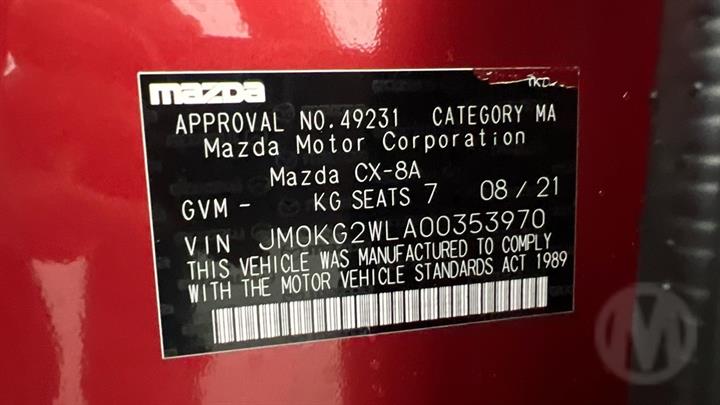 mazda
TKC
APPROVAL NO.49231 CATEGORY MA
Mazda Motor Corporation
Mazda CX-8A
GVM - KG SEATS 7 08/21
VIN JM0KG2WLA00353970
THIS VEHICLE WAS MANUFACTURED TO COMPLY
WITH THE MOTOR VEHICLE STANDARDS ACT 1989
M